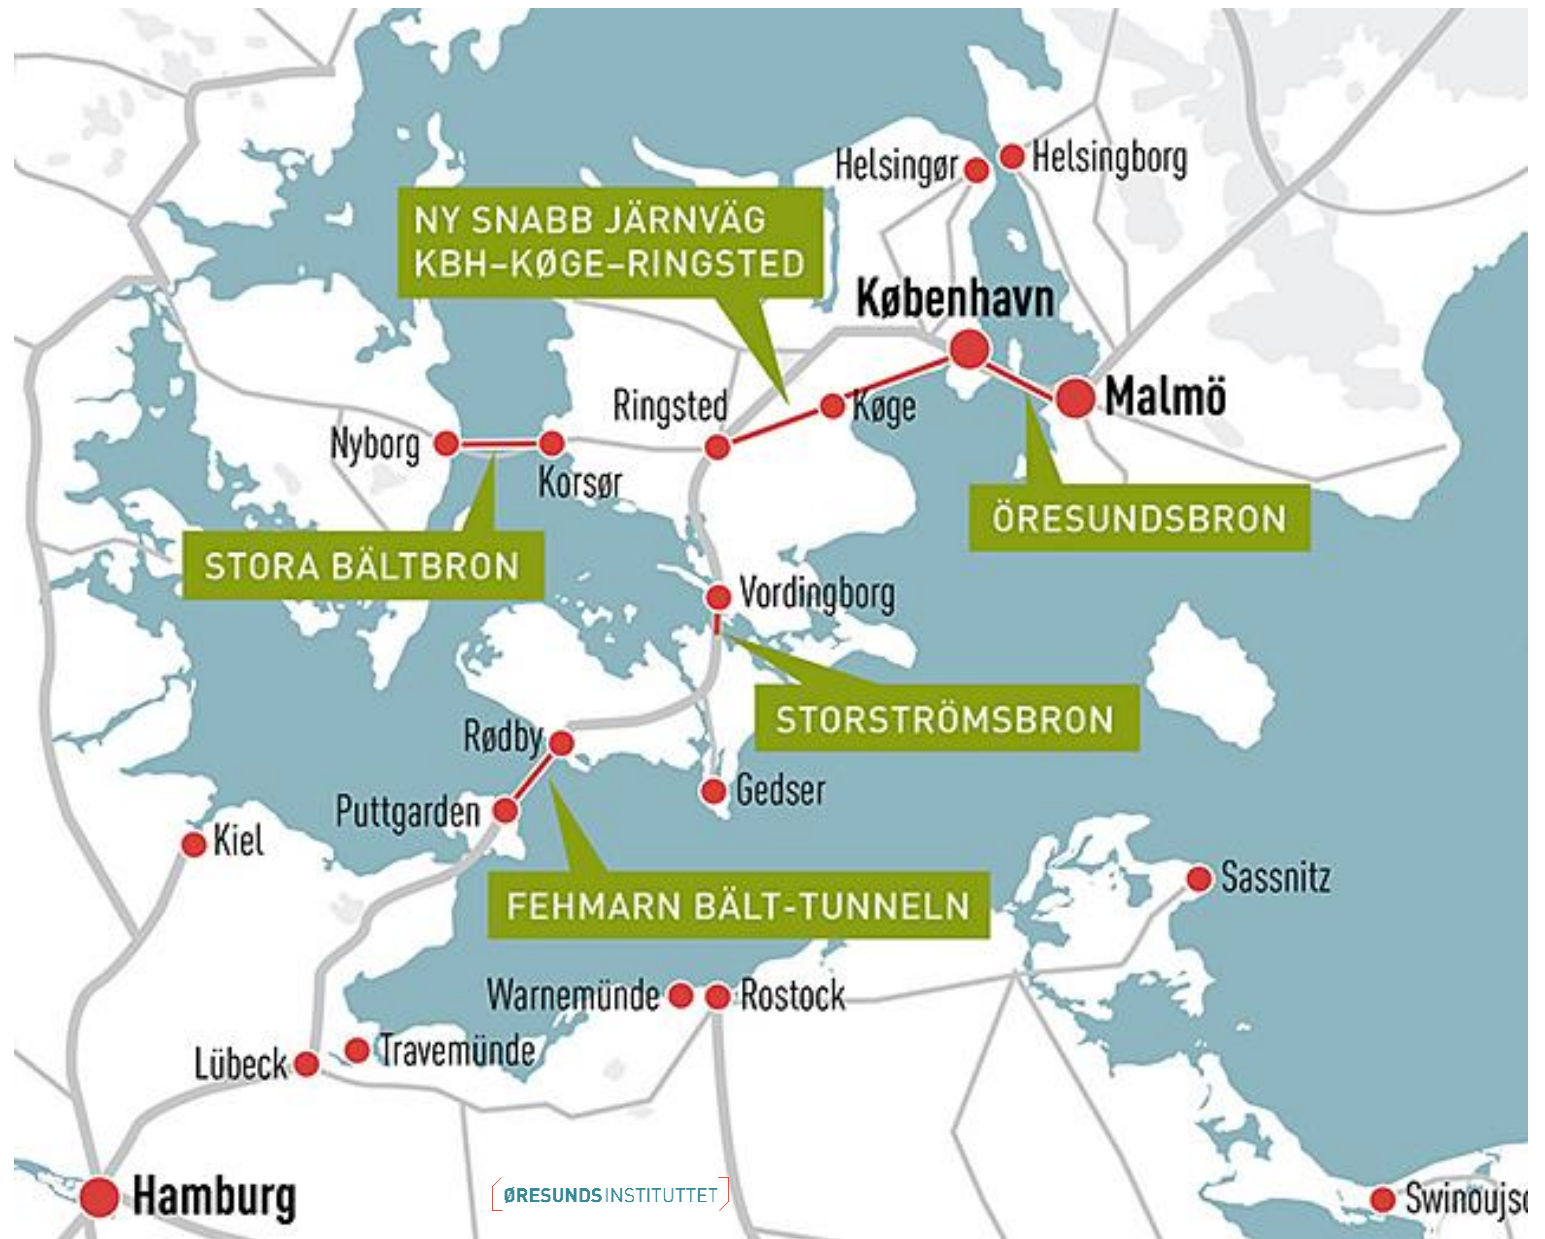 Helsingør
Helsingborg
NY SNABB JÄRNVÄG
KBH–KØGE–RINGSTED
København
Ringsted
Køge
Malmö
Nyborg
Korsør
ÖRESUNDSBRON
STORA BÄLTBRON
Vordingborg
STORSTRÖMSBRON
Rødby
Gedser
Puttgarden
Kiel
Sassnitz
FEHMARN BÄLT-TUNNELN
Warnemünde
Rostock
Travemünde
Lübeck
Hamburg
ØRESUNDSINSTITUTTET
Swinoujsc